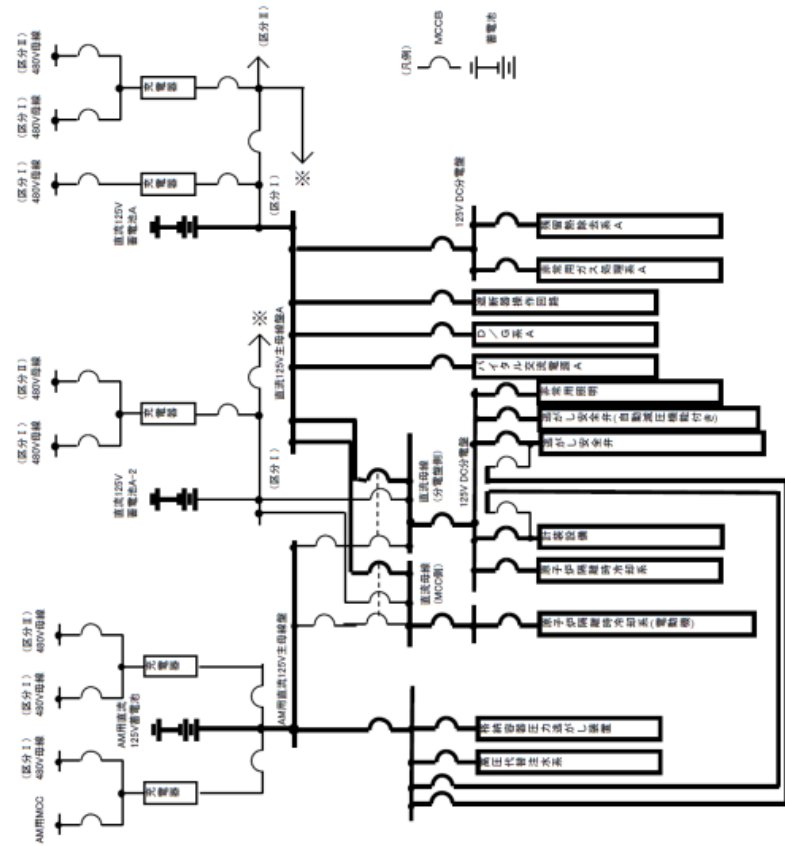 (区分Ⅱ)
480V母線
(区分Ⅰ)
480V母線
(区分Ⅰ)
480V母線
充電器
充電器
(区分Ⅱ)
※
直流125V
蓄電池A
(区分Ⅰ)
直流125V主母線盤A
125V DC分電盤
残留熱除去系A
非常用ガス処理系A
遮断器操作回路
D/G系A
バイタル交流電源A
(凡例)
MCCB
蓄電池
(区分Ⅱ)
480V母線
(区分Ⅰ)
480V母線
充電器
※
直流125V
蓄電池A-2
(区分Ⅰ)
直流母線
(分電盤側)
125V DC分電盤
非常用照明
逃がし安全弁(自動減圧機能付き)
逃がし安全弁
計装設備
原子炉隔離時冷却系
直流母線
(MCC側)
原子炉隔離時冷却系(電動機)
(区分Ⅱ)
480V母線
(区分Ⅰ)
480V母線
(区分Ⅰ)
480V母線
AM用MCC
充電器
充電器
AM用直流
125V蓄電池
AM用直流125V主母線盤
格納容器圧力逃がし装置
高圧代替注水系